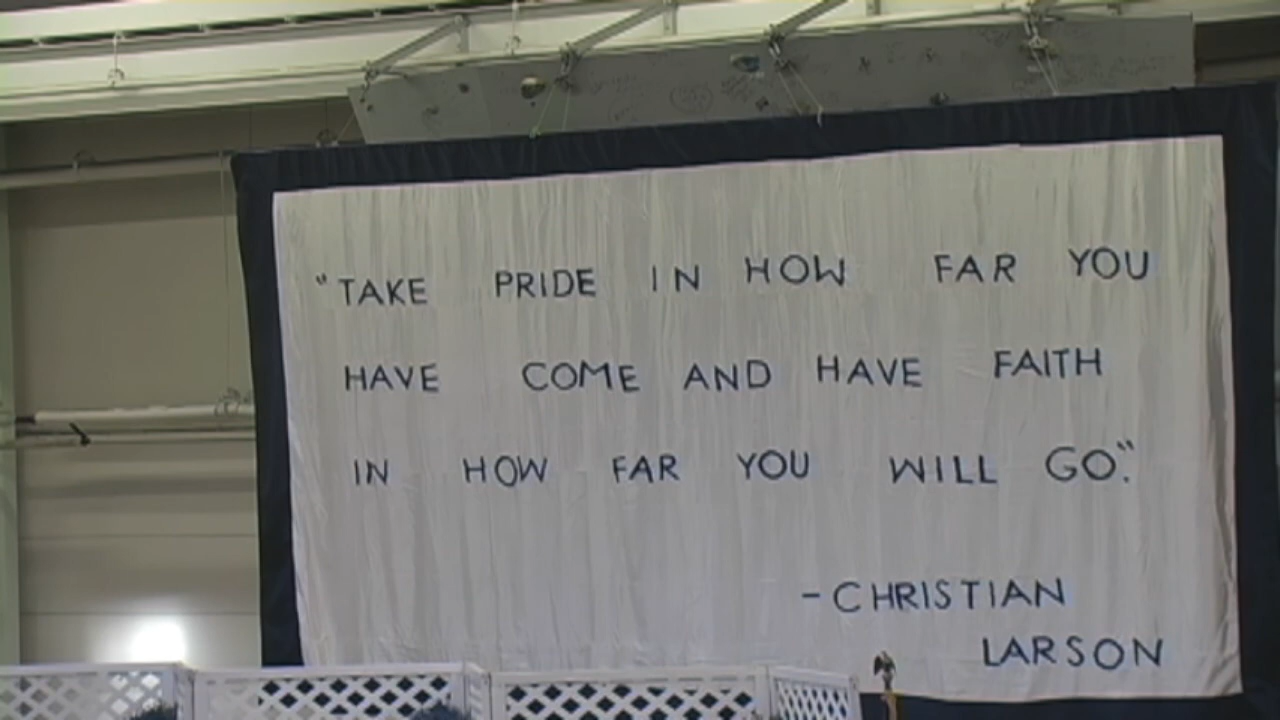 “TAKE PRIDE IN HOW FAR YOU
HAVE COME AND HAVE FAITH
IN HOW FAR YOU WILL GO.”
-CHRISTIAN
LARSON